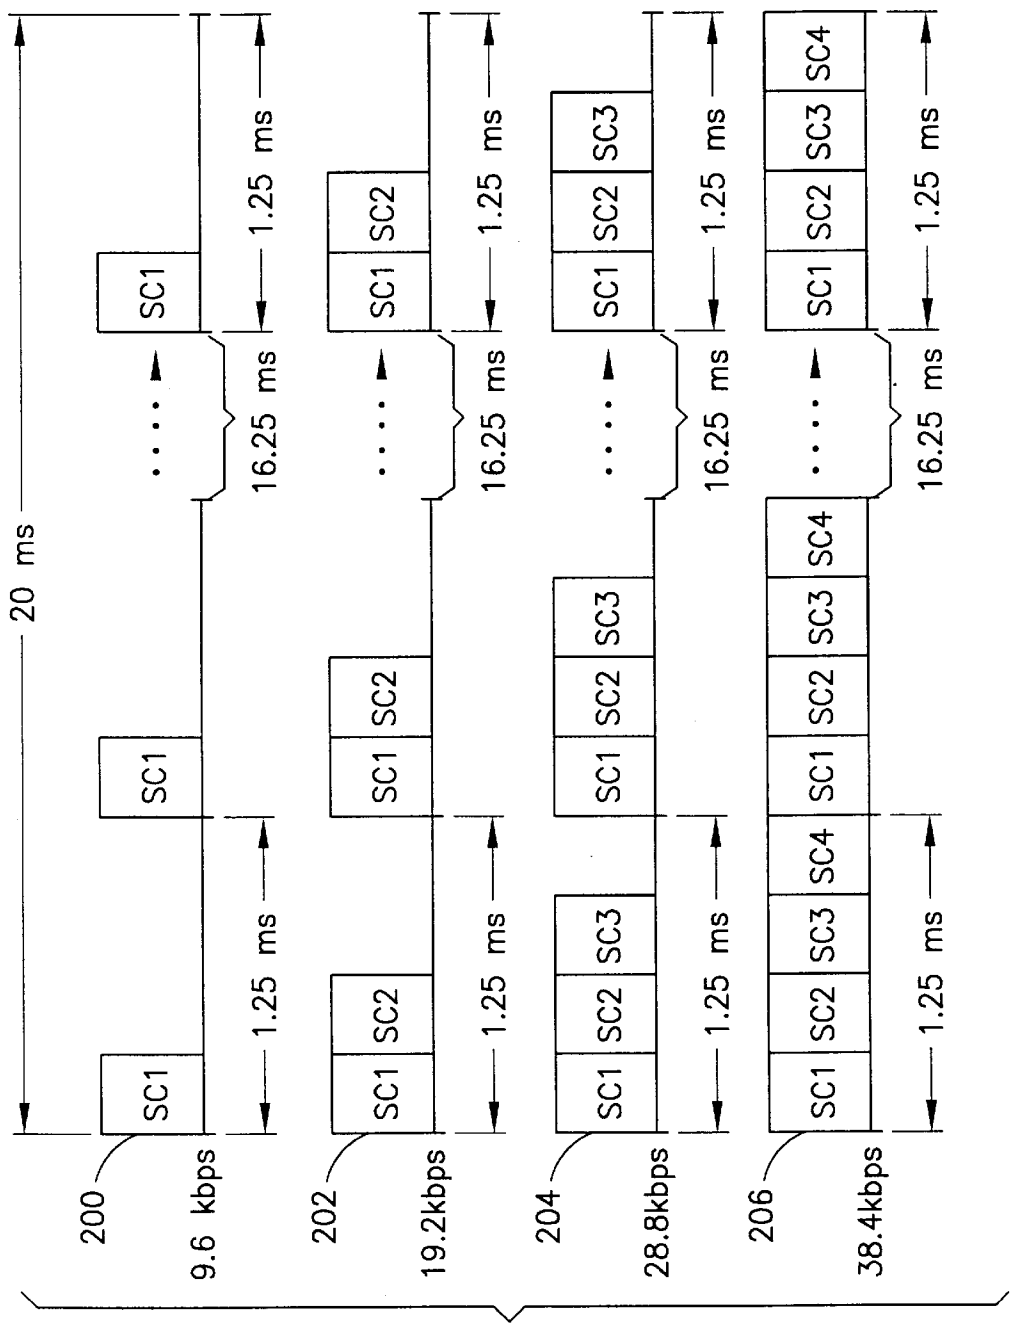 20 ms
200
SC1
SC1
SC1
9.6 kbps
1.25 ms
16.25 ms
1.25 ms
202
SC1 SC2
SC1 SC2
SC1 SC2
19.2kbps
1.25 ms
16.25 ms
1.25 ms
204
SC1 SC2 SC3
SC1 SC2 SC3
SC1 SC2 SC3
28.8kbps
1.25 ms
16.25 ms
1.25 ms
206
SC1 SC2 SC3 SC4
SC1 SC2 SC3 SC4
SC1 SC2 SC3 SC4
38.4kbps
1.25 ms
16.25 ms
1.25 ms